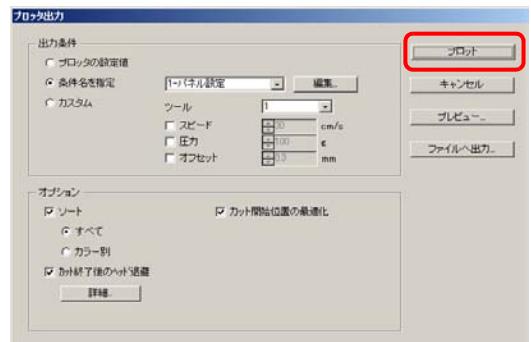 プロッタ出力
出力条件
プロッタの設定値
条件名を指定 1-パネル設定 編集...
カスタム ツール 1
スピード 30 cm/s
圧力 100 g
オフセット 0.3 mm
オプション
ソート カット開始位置の最適化
すべて
カラー別
カット終了後のヘッド退避
詳細...
プロット
キャンセル
プレビュー...
ファイルへ出力...